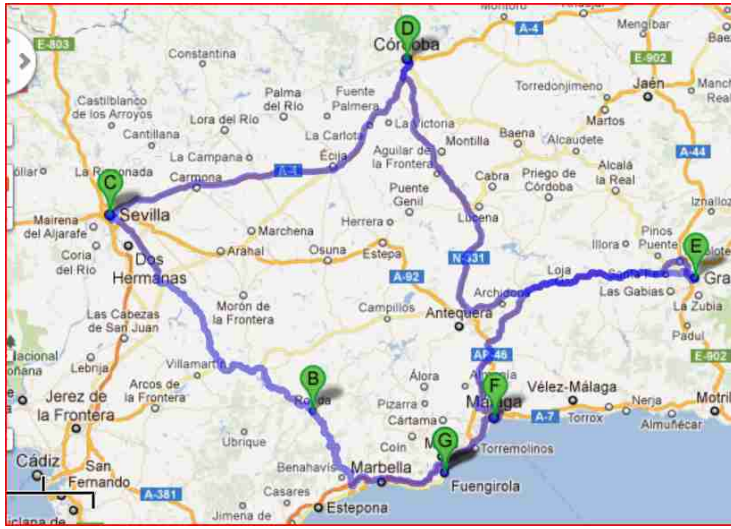 E-803
Constantina
D
Córdoba
Montoro
Andújar
A-4
Mengíbar
E-902
Castilblanco
de los Arroyos
Cantillana
Palma
del Río
Fuente
Palmera
Lora del Río
La Carlota
La Victoria
Torredonjimeno
Jaén
Martos
La Rinconada
La Campana
Écija
A-4
Carmona
Montilla
Baena
Alcaudete
A-44
Aguilar de
la Frontera
C
Sevilla
Puente
Genil
Cabra
Priego de
Córdoba
Alcalá
la Real
Iznalloz
Mairena
del Aljarafe
Coria
del Río
Dos
Hermanas
Marchena
Herrera
Lucena
Arahal
Osuna
Estepa
Illora
Pinos
Puente
E
A-92
Loja
Las Gabias
La Zubia
Padul
Las Cabezas
de San Juan
Morón de
la Frontera
Campillos
Archidona
Antequera
E-902
Lebrija
Villamartín
B
Arcos de
la Frontera
Jerez de
la Frontera
Álora
Pizarra
Cártama
Coín
F
Málaga
Vélez-Málaga
A-7
Torrox
Nerja
Almuñécar
Motril
Ubrique
G
Torremolinos
Cádiz
San
Fernando
Benahavís
Marbella
Fuengirola
A-381
Casares
Estepona
Jimena de